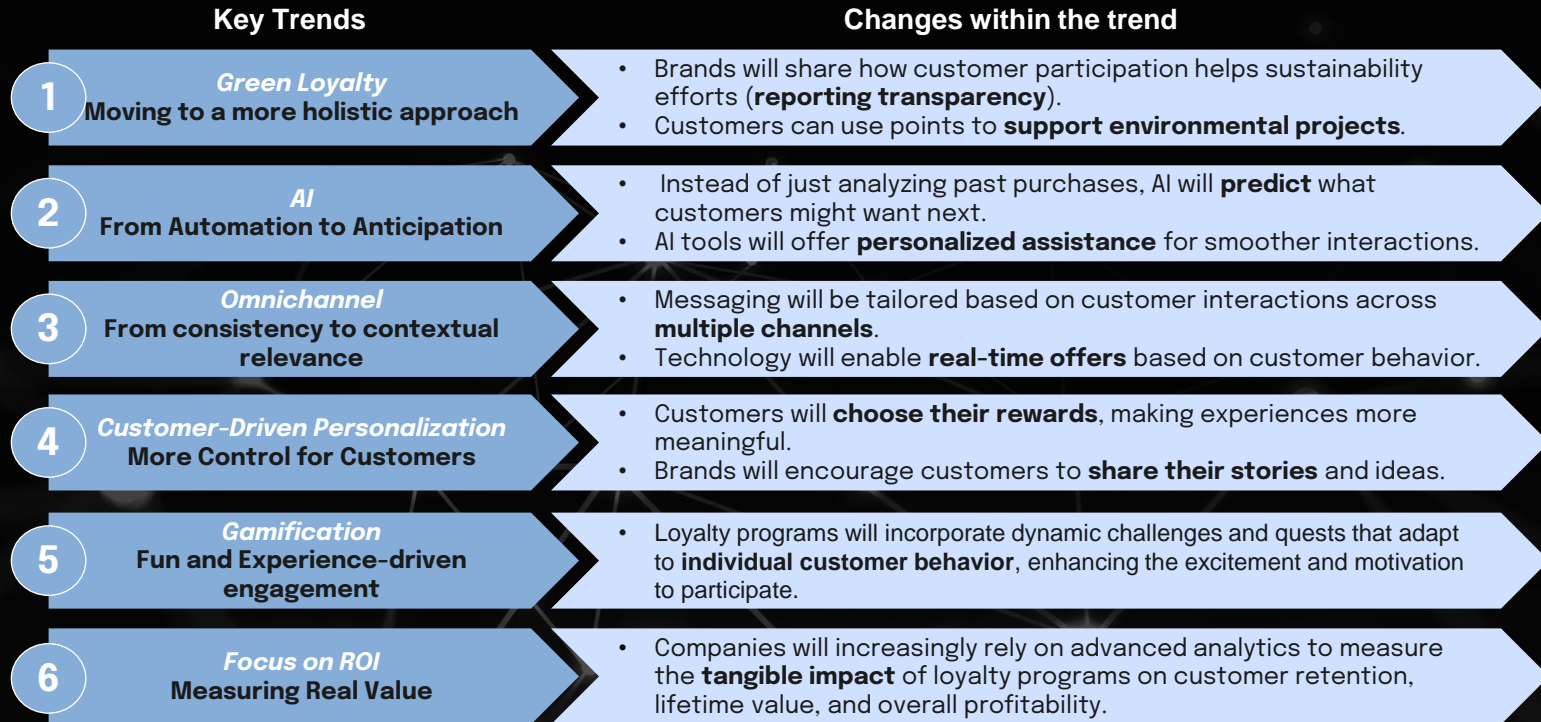 Key Trends
Changes within the trend
1
Green Loyalty
Moving to a more holistic approach
• Brands will share how customer participation helps sustainability
efforts (reporting transparency).
• Customers can use points to support environmental projects.
2
AI
From Automation to Anticipation
• Instead of just analyzing past purchases, AI will predict what
customers might want next.
• AI tools will offer personalized assistance for smoother interactions.
3
Omnichannel
From consistency to contextual
relevance
• Messaging will be tailored based on customer interactions across
multiple channels.
• Technology will enable real-time offers based on customer behavior.
4
Customer-Driven Personalization
More Control for Customers
• Customers will choose their rewards, making experiences more
meaningful.
• Brands will encourage customers to share their stories and ideas.
5
Gamification
Fun and Experience-driven
engagement
• Loyalty programs will incorporate dynamic challenges and quests that adapt
to individual customer behavior, enhancing the excitement and motivation
to participate.
6
Focus on ROI
Measuring Real Value
• Companies will increasingly rely on advanced analytics to measure
the tangible impact of loyalty programs on customer retention,
lifetime value, and overall profitability.